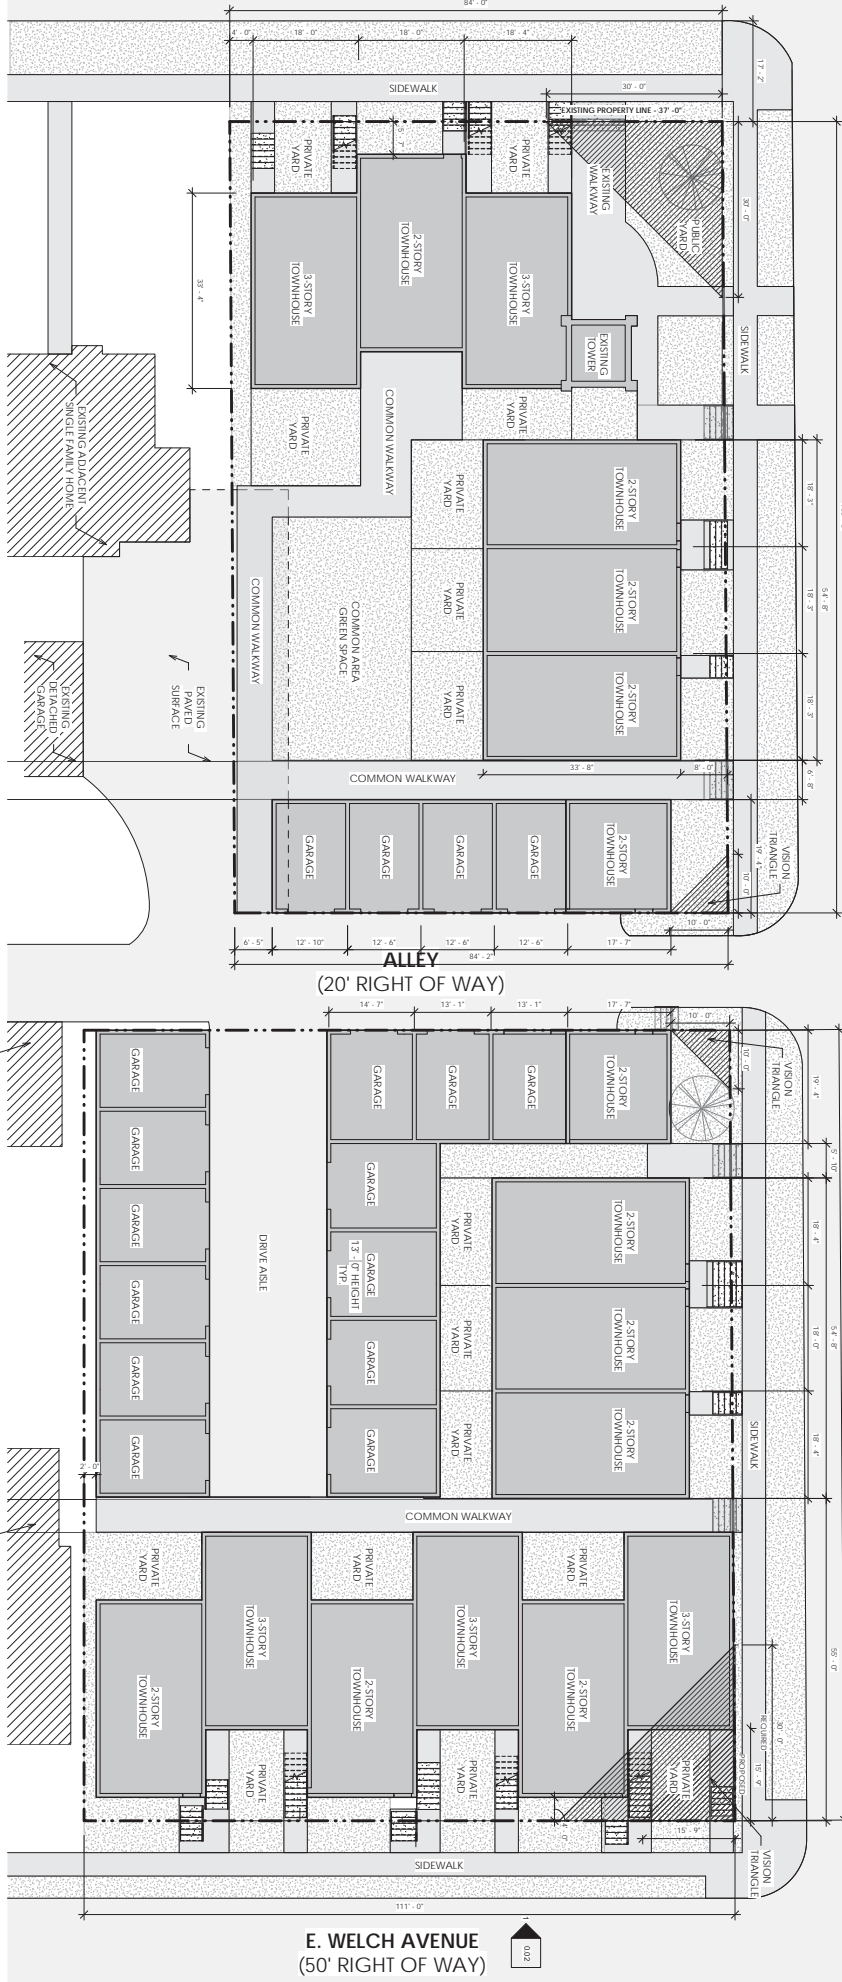 84' - 0"
4' - 0"
18' - 0"
18' - 0"
18' - 4"
17' - 2"
SIDEWALK
30' - 0"
EXISTING PROPERTY LINE - 37' -0"
PRIVATE
YARD
5' - 7"
PRIVATE
YARD
EXISTING
WALKWAY
PUBLIC
YARD
30' - 0"
33' - 4"
3-STORY
TOWNHOUSE
2-STORY
TOWNHOUSE
3-STORY
TOWNHOUSE
EXISTING
TOWER
SIDEWALK
EXISTING ADJACENT
SINGLE FAMILY HOME
PRIVATE
YARD
COMMON WALKWAY
PRIVATE
YARD
PRIVATE
YARD
2-STORY
TOWNHOUSE
18' - 3"
PRIVATE
YARD
2-STORY
TOWNHOUSE
18' - 3"
54' - 8"
COMMON WALKWAY
COMMON AREA
GREEN SPACE
PRIVATE
YARD
2-STORY
TOWNHOUSE
18' - 3"
EXISTING
DETACHED
GARAGE
EXISTING
PAVED
SURFACE
COMMON WALKWAY
33' - 8"
8' - 0"
6' - 8"
GARAGE
GARAGE
GARAGE
GARAGE
2-STORY
TOWNHOUSE
VISION
TRIANGLE
19' - 4"
10' - 0"
10' - 0"
6' - 5"
12' - 10"
12' - 6"
12' - 6"
12' - 6"
17' - 7"
84' - 2"
ALLEY
(20' RIGHT OF WAY)
14' - 7"
13' - 1"
13' - 1"
17' - 7"
10' - 0"
10' - 0"
VISION
TRIANGLE
19' - 4"
GARAGE
GARAGE
GARAGE
GARAGE
2-STORY
TOWNHOUSE
5' - 10"
GARAGE
GARAGE
PRIVATE
YARD
2-STORY
TOWNHOUSE
18' - 4"
GARAGE
DRIVE AISLE
GARAGE
13' - 0" HEIGHT
TYP.
GARAGE
PRIVATE
YARD
2-STORY
TOWNHOUSE
18' - 0"
54' - 8"
GARAGE
GARAGE
PRIVATE
YARD
2-STORY
TOWNHOUSE
18' - 4"
SIDEWALK
GARAGE
GARAGE
2' - 0"
COMMON WALKWAY
PRIVATE
YARD
3-STORY
TOWNHOUSE
PRIVATE
YARD
3-STORY
TOWNHOUSE
PRIVATE
YARD
3-STORY
TOWNHOUSE
55' - 0"
2-STORY
TOWNHOUSE
2-STORY
TOWNHOUSE
2-STORY
TOWNHOUSE
30' - 0"
REQUIRED
15' - 9"
PROPOSED
PRIVATE
YARD
PRIVATE
YARD
PRIVATE
YARD
15' - 9"
VISION
TRIANGLE
SIDEWALK
111' - 0"
E. WELCH AVENUE
(50' RIGHT OF WAY)
1
0.02